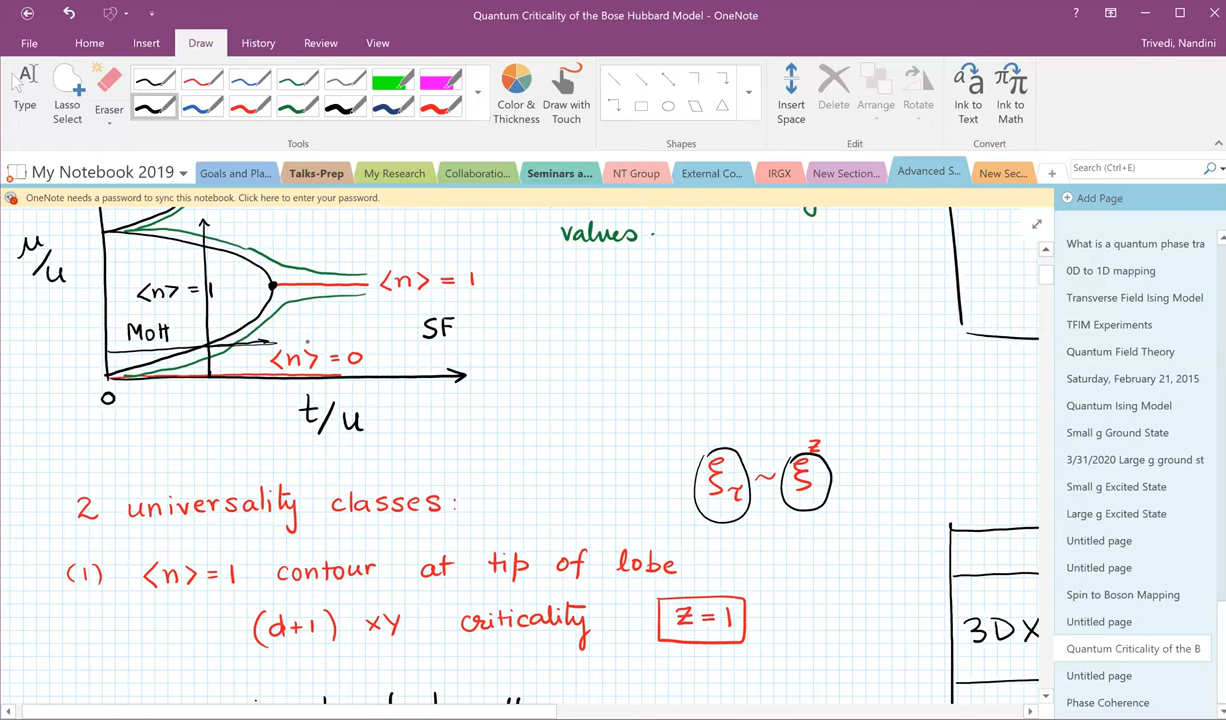 Quantum Criticality of the Bose Hubbard Model - OneNote
?
File Home Insert Draw History Review View
Trivedi, Nandini
Type
Lasso Select
Eraser
Color & Thickness
Draw with Touch
Insert Space
Delete
Arrange
Rotate
Ink to Text
Ink to Math
Tools
Shapes
Edit
Convert
My Notebook 2019
Goals and Pla...
Talks-Prep
My Research
Collaboratio...
Seminars a...
NT Group
External Co...
IRGX
New Section...
Advanced S...
New Sec...
Search (Ctrl+E)
OneNote needs a password to sync this notebook. Click here to enter your password.
Add Page
What is a quantum phase tra
0D to 1D mapping
Transverse Field Ising Model
TFIM Experiments
Quantum Field Theory
Saturday, February 21, 2015
Quantum Ising Model
Small g Ground State
3/31/2020 Large g ground st
Small g Excited State
Large g Excited State
Untitled page
Untitled page
Spin to Boson Mapping
Untitled page
Quantum Criticality of the B
Untitled page
Phase Coherence
values .
μ/u
<n> = 1
<n> = 1
MoH
SF
<n> = 0
0
t/u
ξτ ~ ξ^z
2 universality classes:
(1) <n> = 1 contour at tip of lobe
(d+1) XY criticality z = 1
3D X